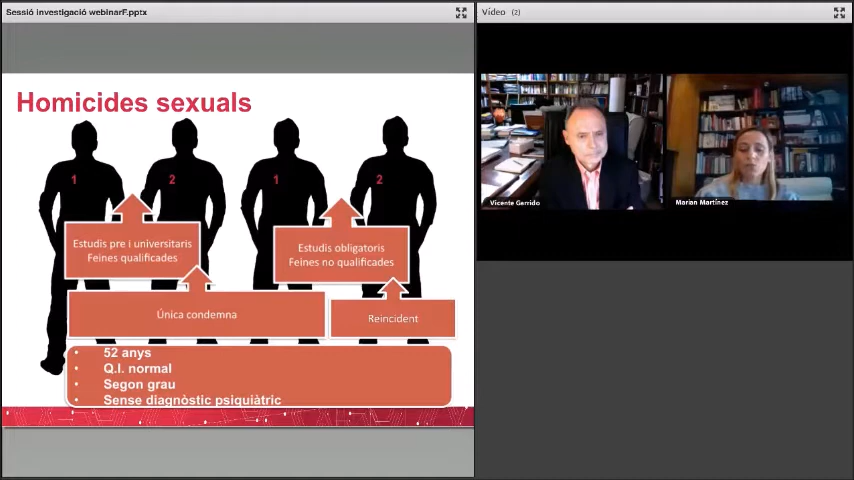 Sessió investigació webinarF.pptx
Vídeo (2)
Homicides sexuals
1
2
1
2
Estudis pre i universitaris
Feines qualificades
Estudis obligatoris
Feines no qualificades
Única condemna
Reincident
• 52 anys
• Q.I. normal
• Segon grau
• Sense diagnòstic psiquiàtric
Vicente Garrido
Marian Martínez